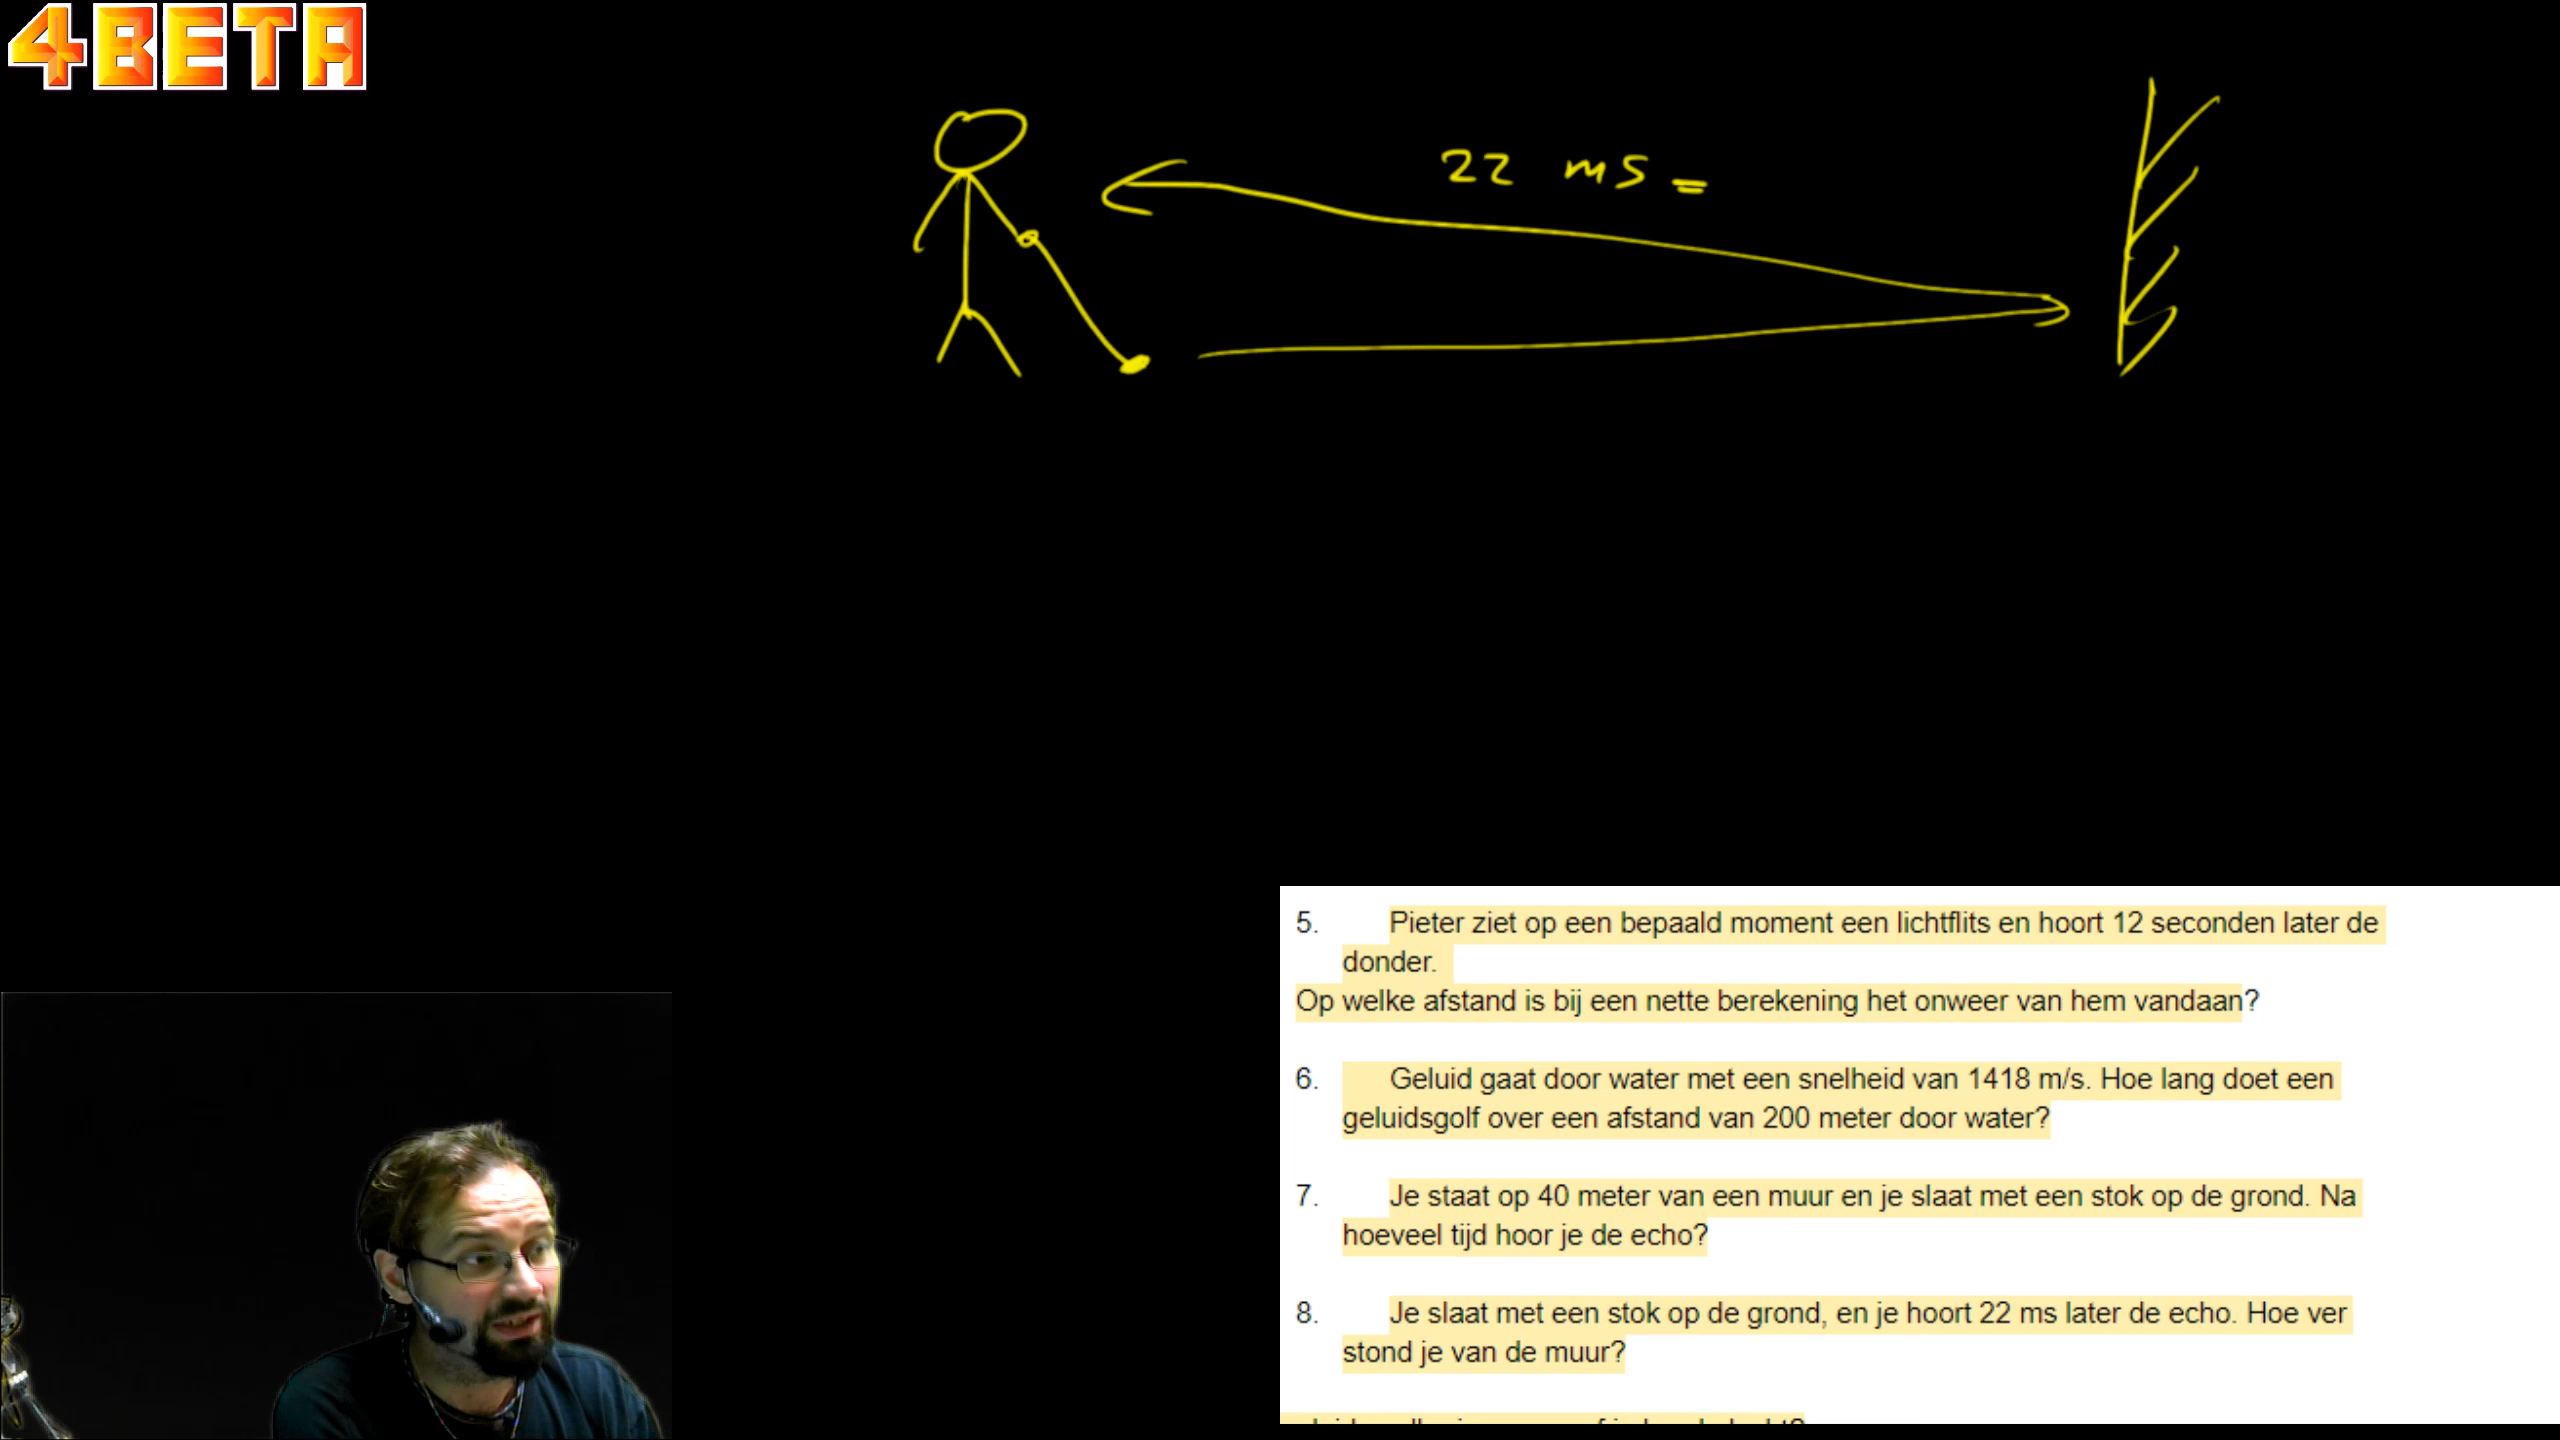 4BETA
22 ms =
5. Pieter ziet op een bepaald moment een lichtflits en hoort 12 seconden later de
donder.
Op welke afstand is bij een nette berekening het onweer van hem vandaan?
6. Geluid gaat door water met een snelheid van 1418 m/s. Hoe lang doet een
geluidsgolf over een afstand van 200 meter door water?
7. Je staat op 40 meter van een muur en je slaat met een stok op de grond. Na
hoeveel tijd hoor je de echo?
8. Je slaat met een stok op de grond, en je hoort 22 ms later de echo. Hoe ver
stond je van de muur?